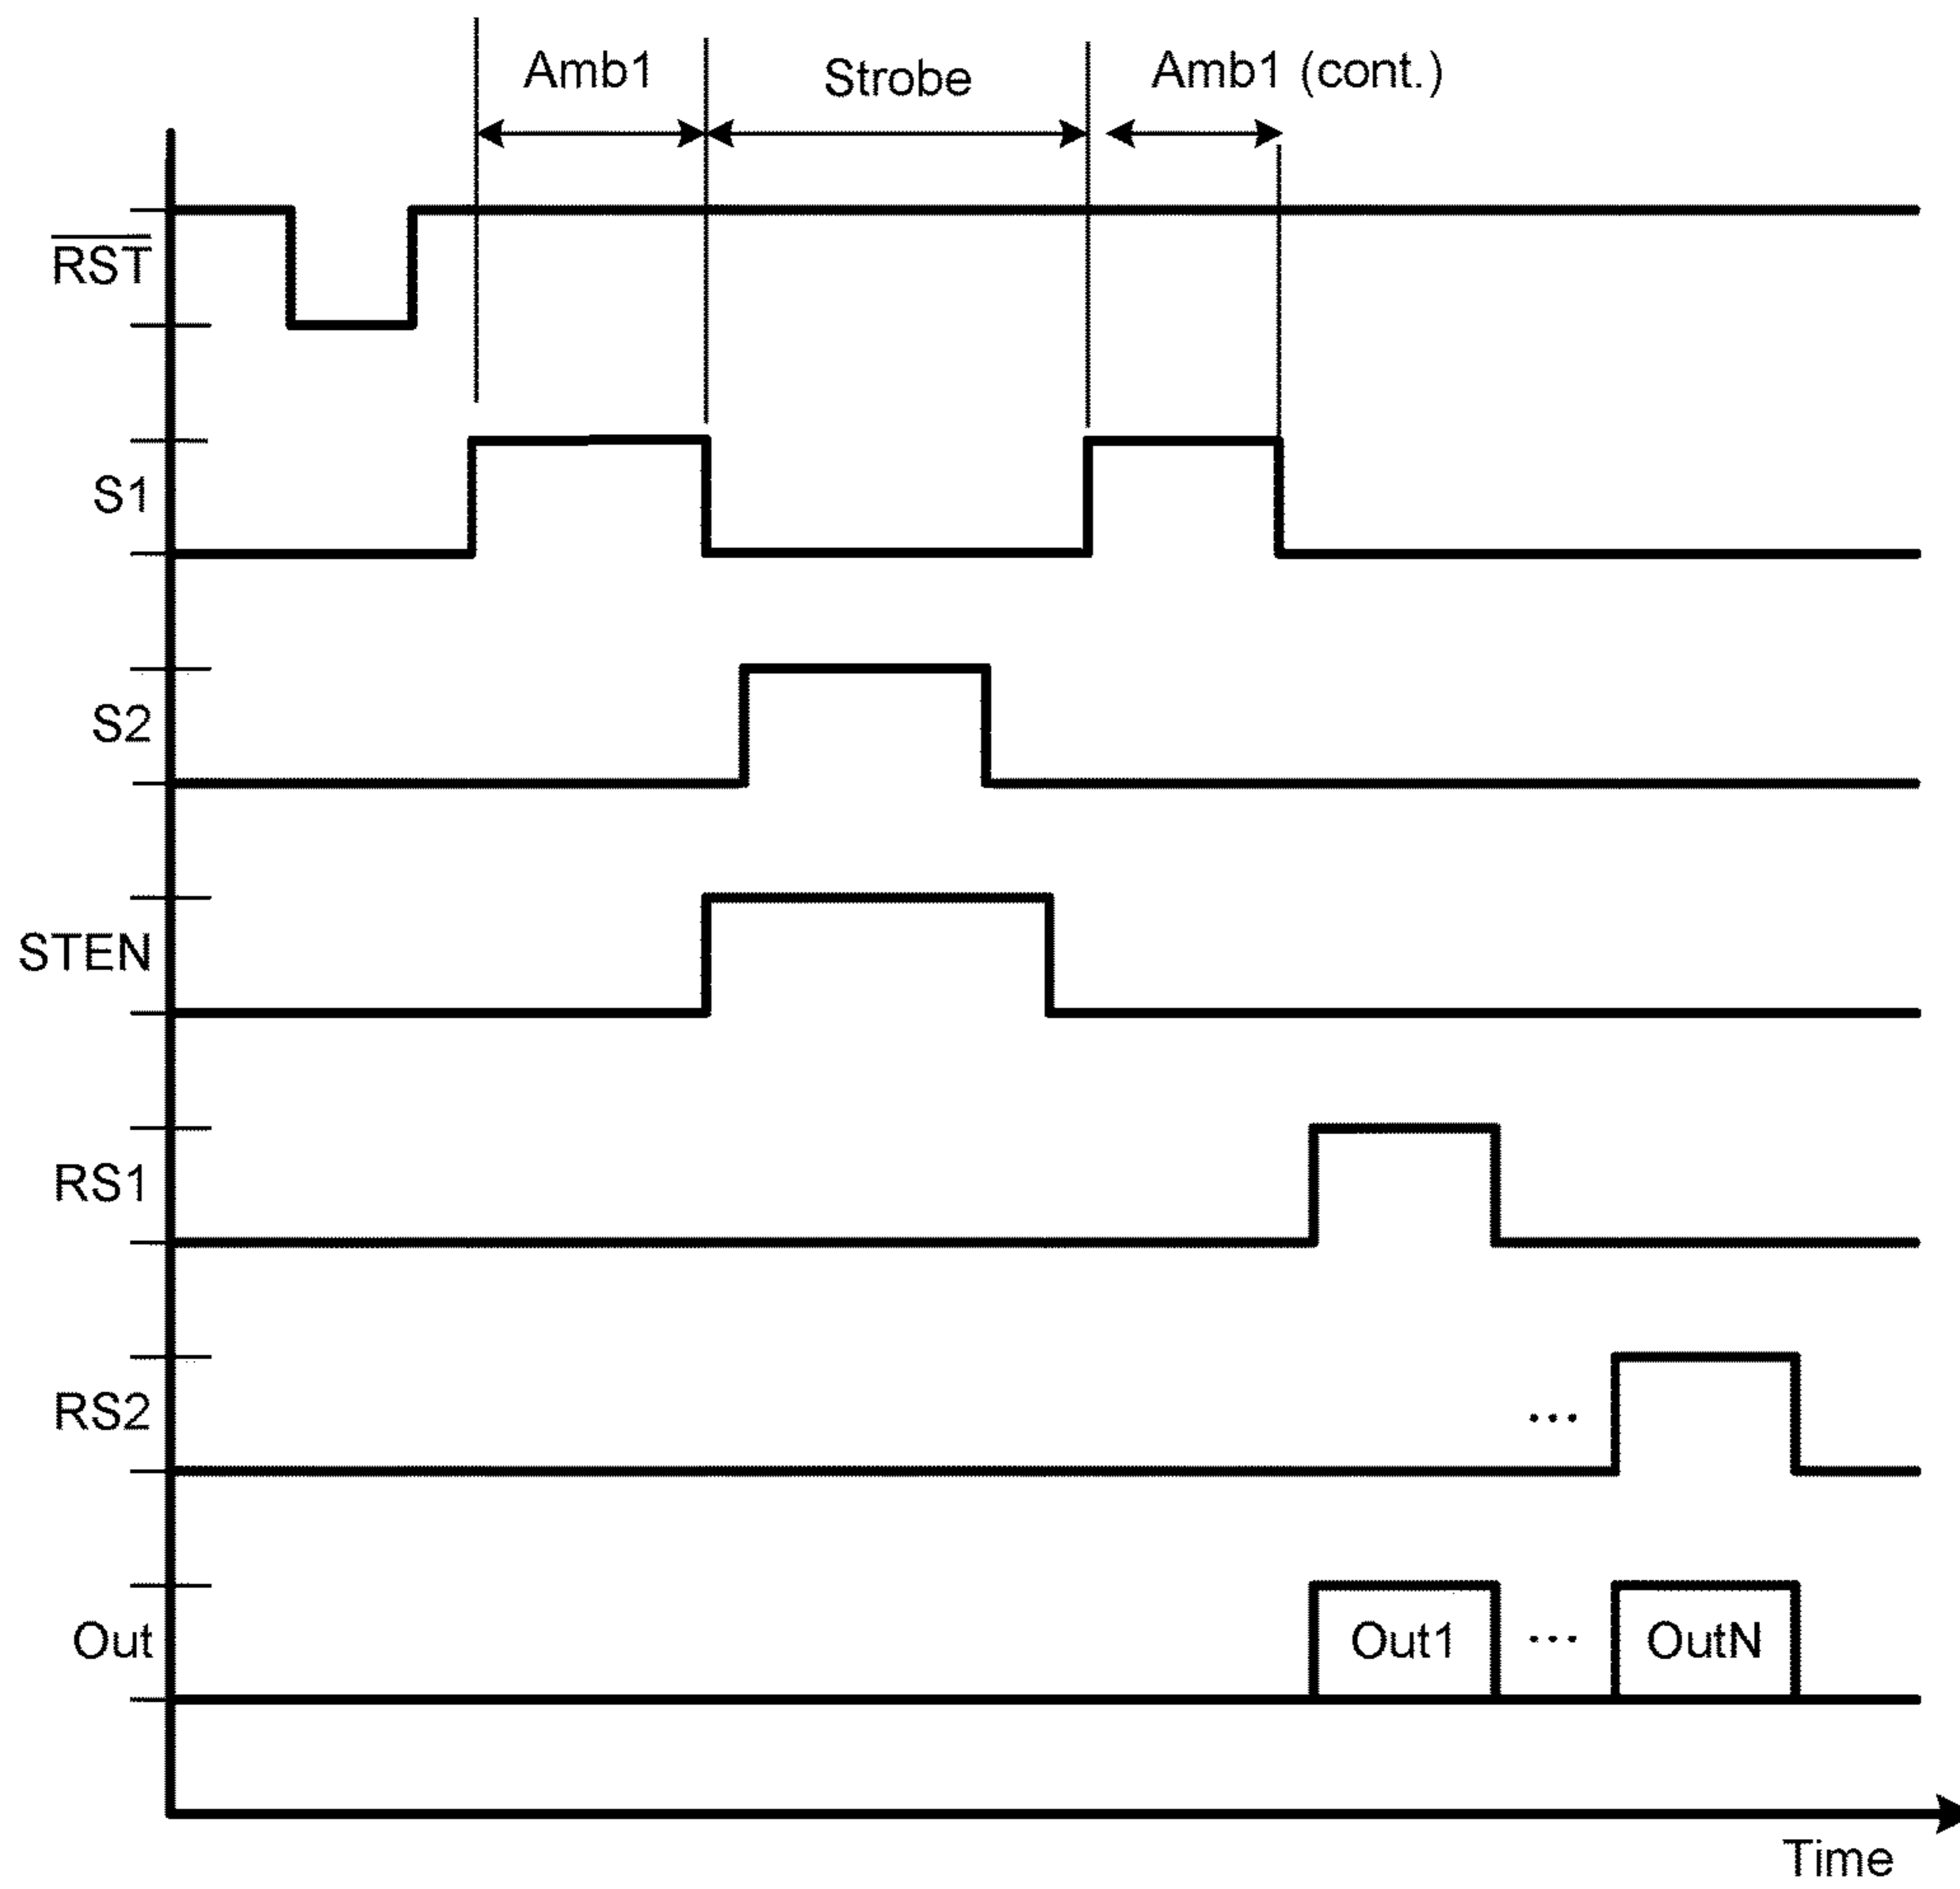 Amb1 Strobe Amb1 (cont.)
RST
S1
S2
STEN
RS1
RS2 ...
Out Out1 ... OutN
Time